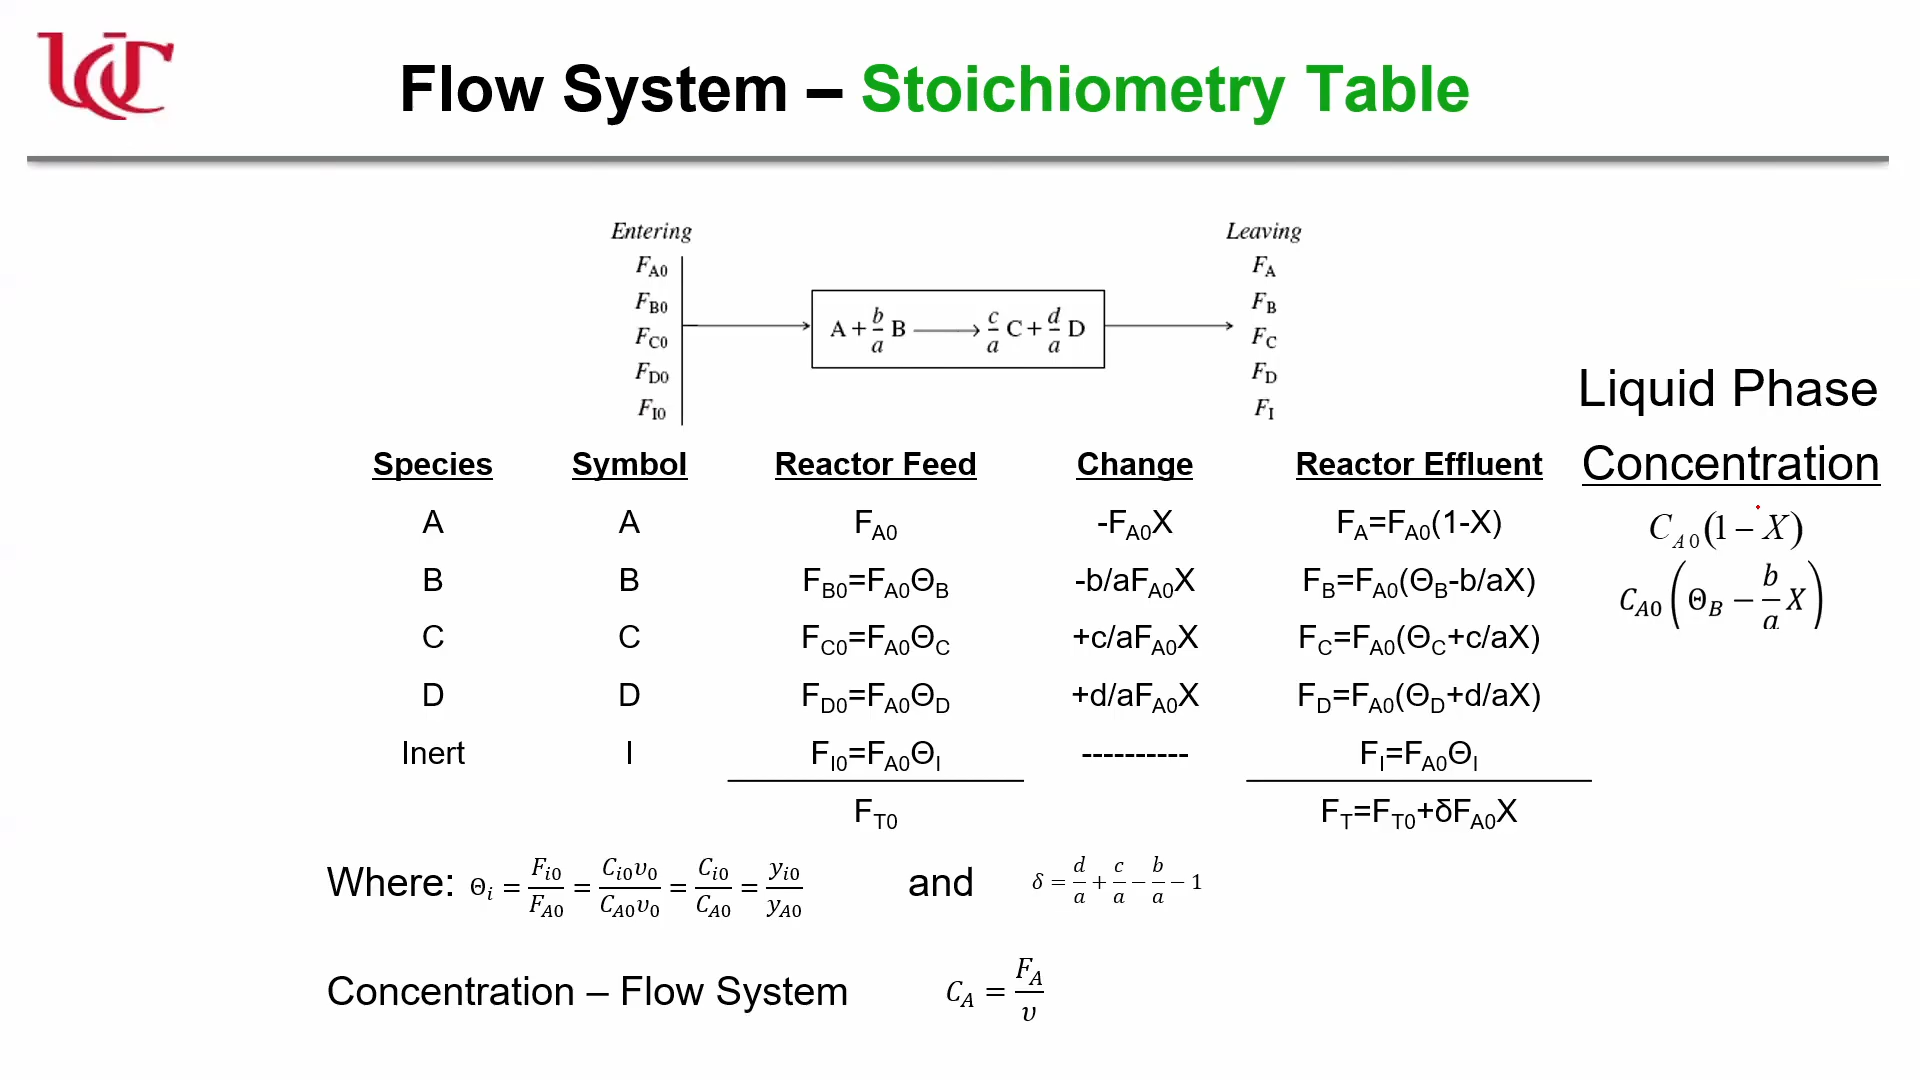 UC
Flow System – Stoichiometry Table
Entering
Leaving
F_A0
F_A
F_B0
F_B
A + b/a B ⟶ c/a C + d/a D
F_C0
F_C
F_D0
F_D
F_I0
F_I
Liquid Phase
Species Symbol Reactor Feed Change Reactor Effluent Concentration
A A F_A0 -F_A0X F_A=F_A0(1-X) C_A0(1 − X)
B B F_B0=F_A0Θ_B -b/aF_A0X F_B=F_A0(Θ_B-b/aX) C_A0(Θ_B − b/a X)
C C F_C0=F_A0Θ_C +c/aF_A0X F_C=F_A0(Θ_C+c/aX)
D D F_D0=F_A0Θ_D +d/aF_A0X F_D=F_A0(Θ_D+d/aX)
Inert I F_I0=F_A0Θ_I ---------- F_I=F_A0Θ_I
F_T0 F_T=F_T0+δF_A0X
Where: Θ_i = F_i0/F_A0 = C_i0υ_0/C_A0υ_0 = C_i0/C_A0 = y_i0/y_A0 and δ = d/a + c/a − b/a − 1
Concentration – Flow System C_A = F_A/υ